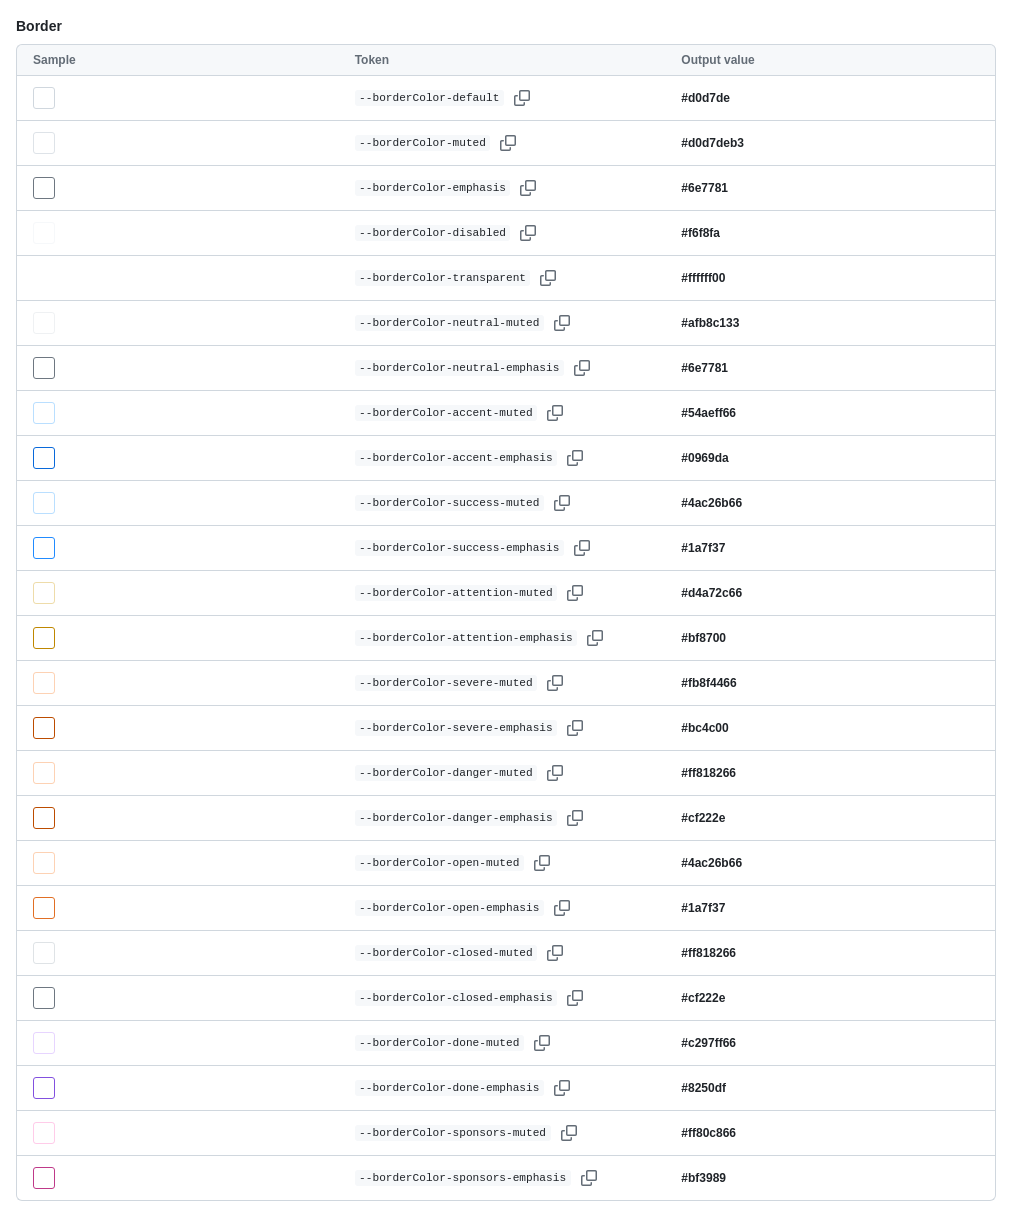 Border
Sample Token Output value
--borderColor-default #d0d7de
--borderColor-muted #d0d7deb3
--borderColor-emphasis #6e7781
--borderColor-disabled #f6f8fa
--borderColor-transparent #ffffff00
--borderColor-neutral-muted #afb8c133
--borderColor-neutral-emphasis #6e7781
--borderColor-accent-muted #54aeff66
--borderColor-accent-emphasis #0969da
--borderColor-success-muted #4ac26b66
--borderColor-success-emphasis #1a7f37
--borderColor-attention-muted #d4a72c66
--borderColor-attention-emphasis #bf8700
--borderColor-severe-muted #fb8f4466
--borderColor-severe-emphasis #bc4c00
--borderColor-danger-muted #ff818266
--borderColor-danger-emphasis #cf222e
--borderColor-open-muted #4ac26b66
--borderColor-open-emphasis #1a7f37
--borderColor-closed-muted #ff818266
--borderColor-closed-emphasis #cf222e
--borderColor-done-muted #c297ff66
--borderColor-done-emphasis #8250df
--borderColor-sponsors-muted #ff80c866
--borderColor-sponsors-emphasis #bf3989